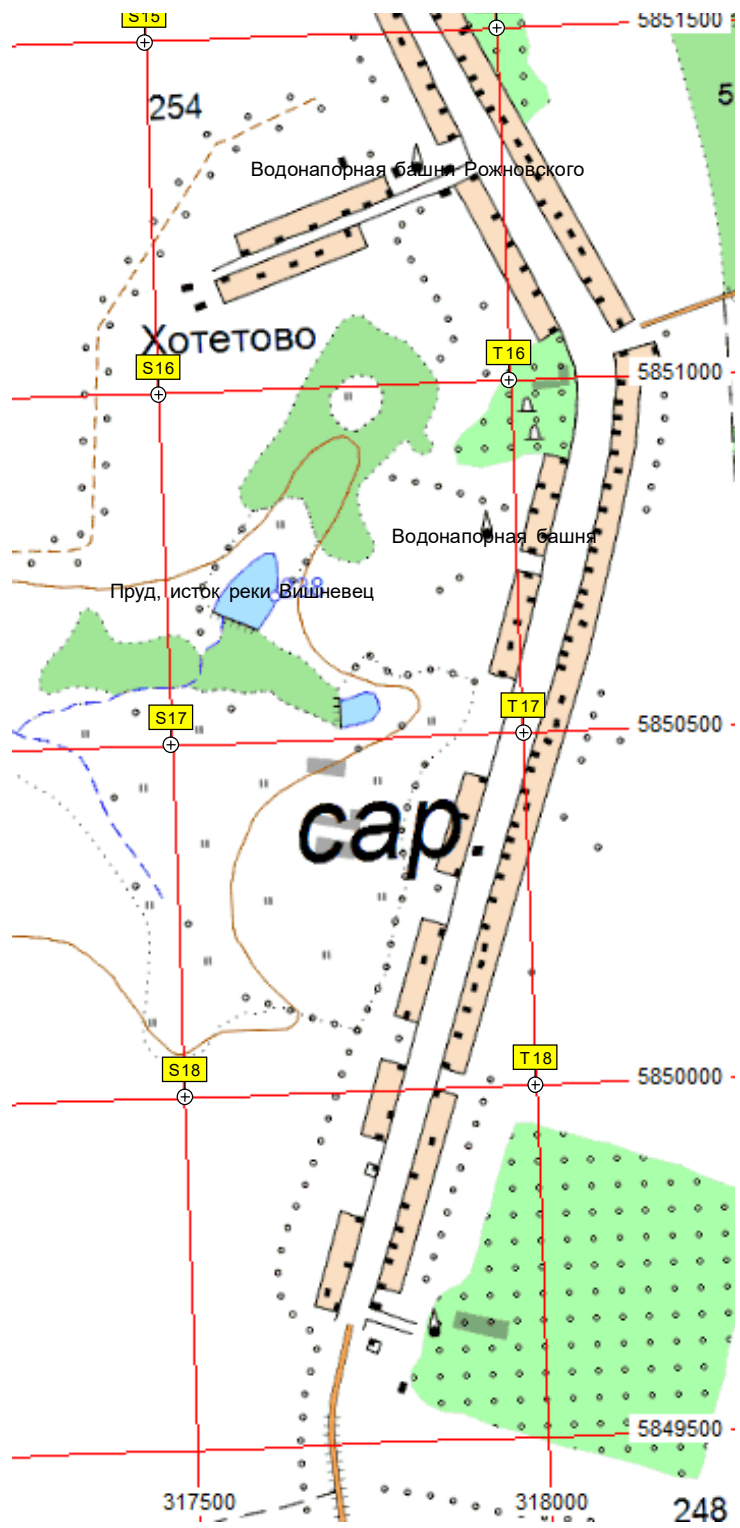 S15
5851500
254
5
Водонапорная башня Рожновского
Хотетово
T16
S16
5851000
Водонапорная башня
Пруд, исток реки Вишневец
T17
S17
5850500
сар.
T18
S18
5850000
5849500
317500
318000
248